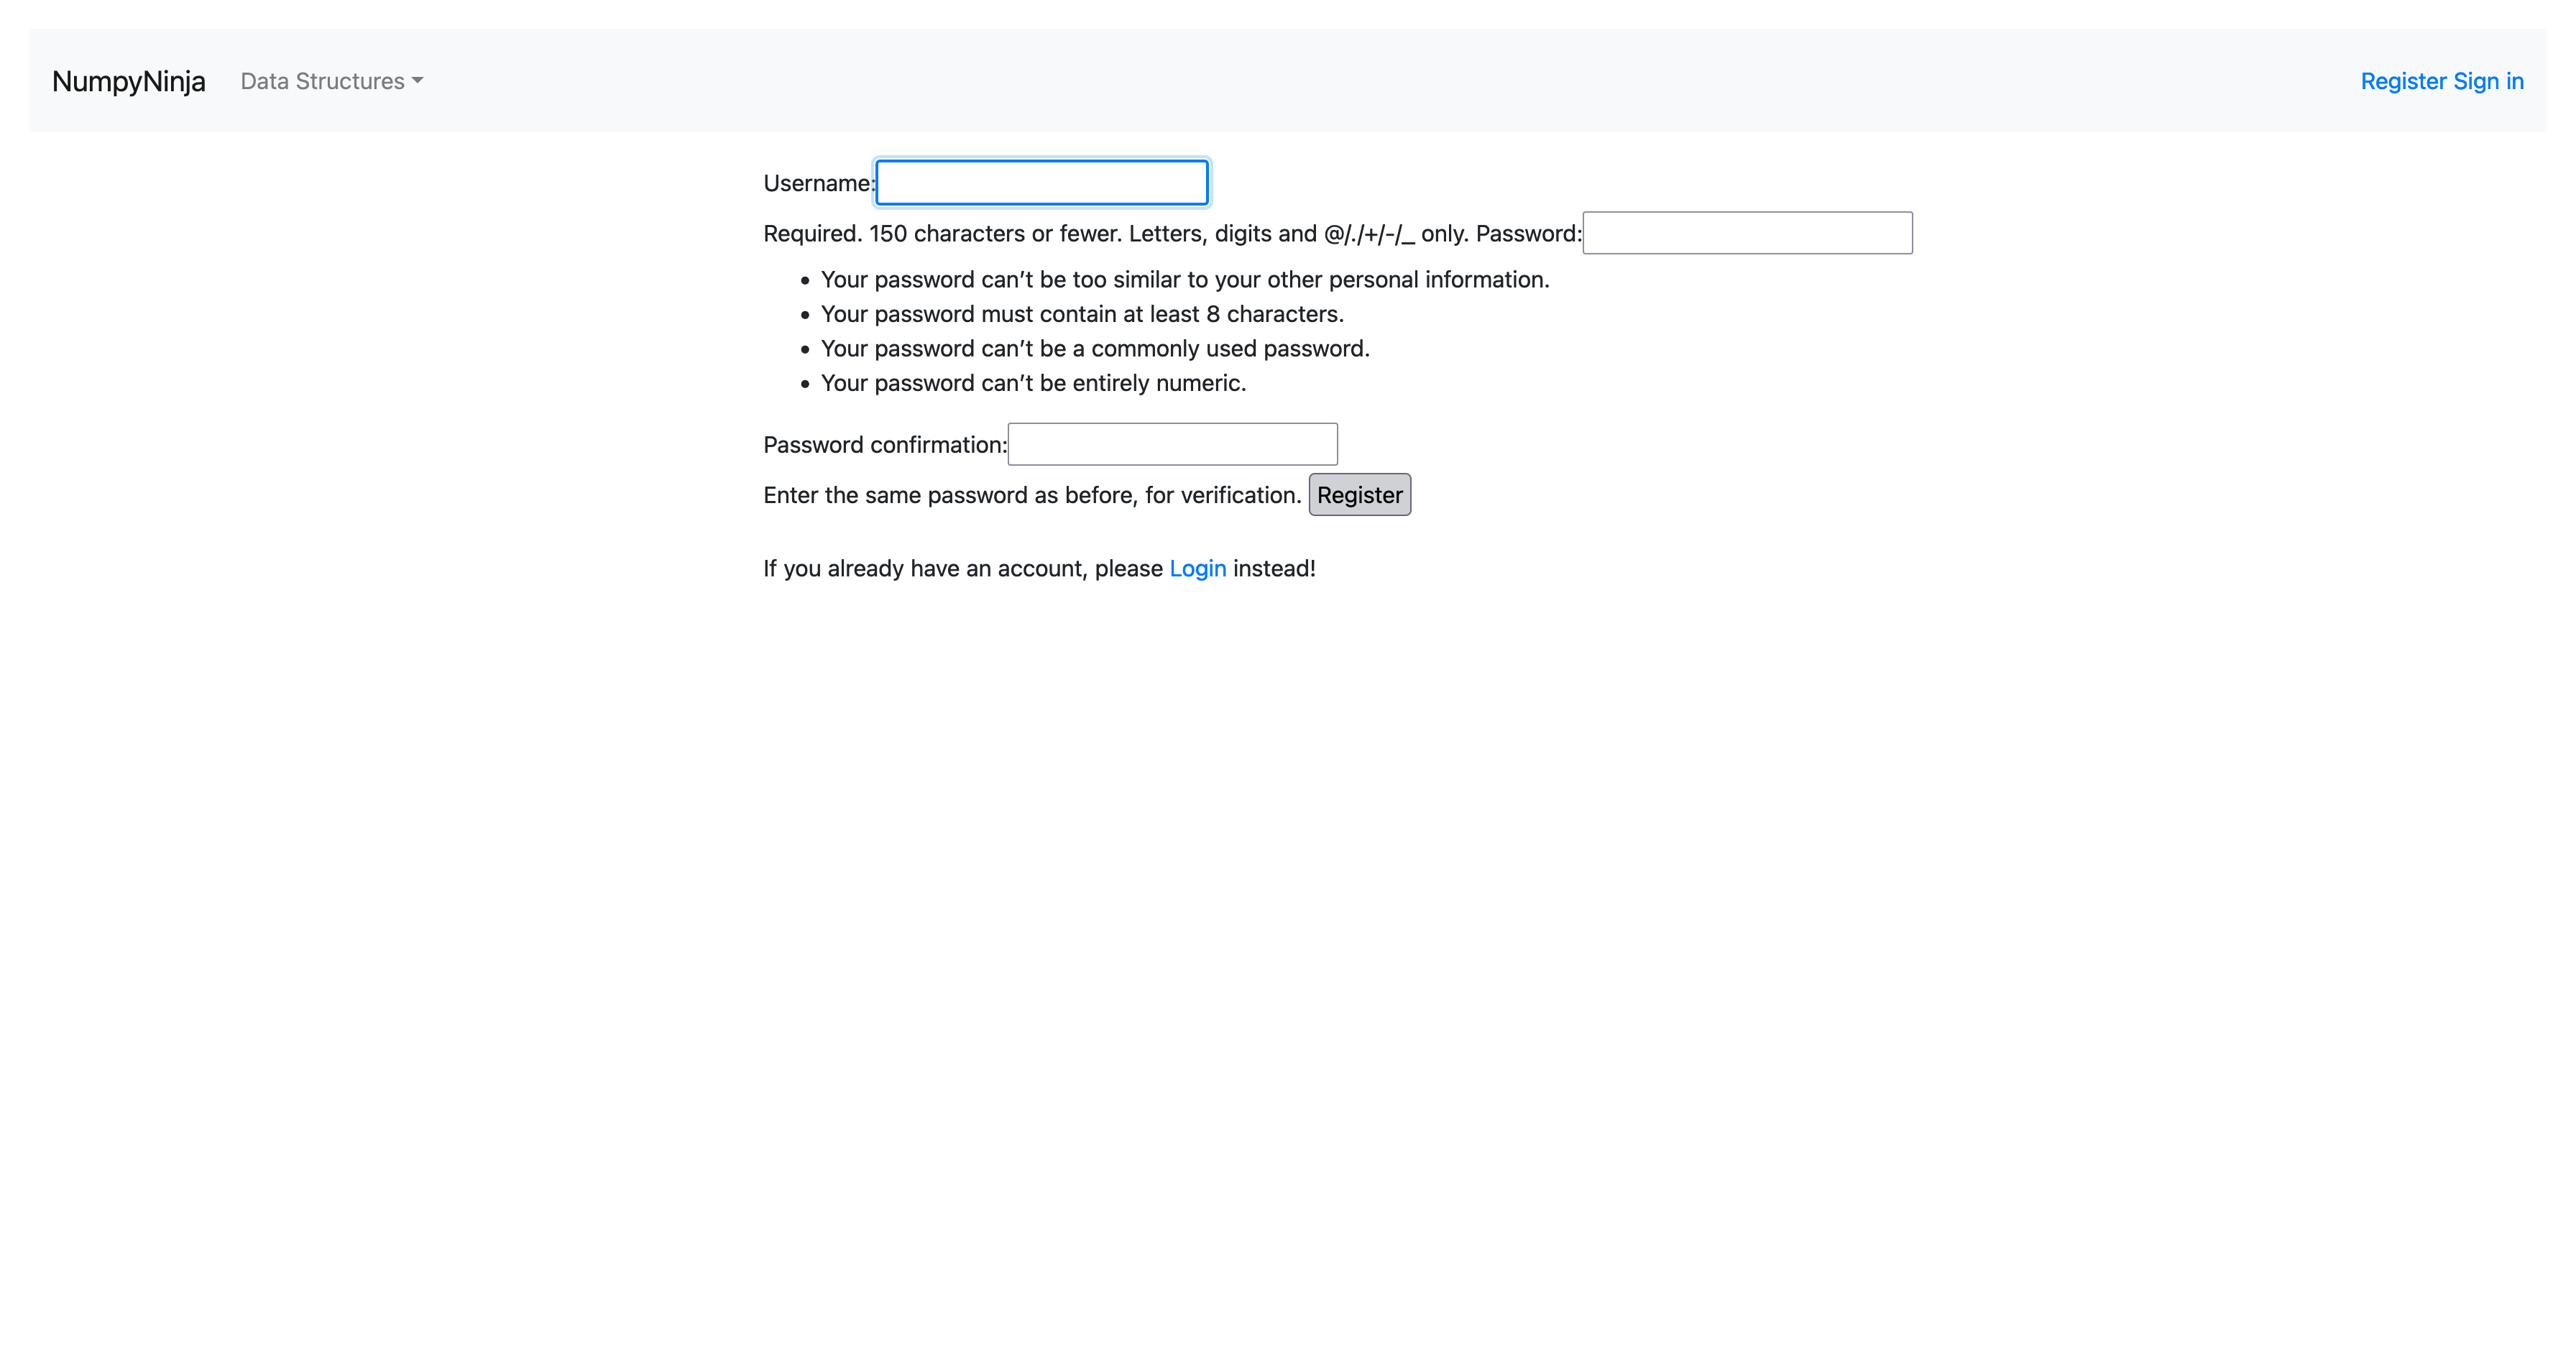 NumpyNinja Data Structures Register Sign in
Username:
Required. 150 characters or fewer. Letters, digits and @/./+/-/_ only. Password:
• Your password can’t be too similar to your other personal information.
• Your password must contain at least 8 characters.
• Your password can’t be a commonly used password.
• Your password can’t be entirely numeric.
Password confirmation:
Enter the same password as before, for verification. Register
If you already have an account, please Login instead!